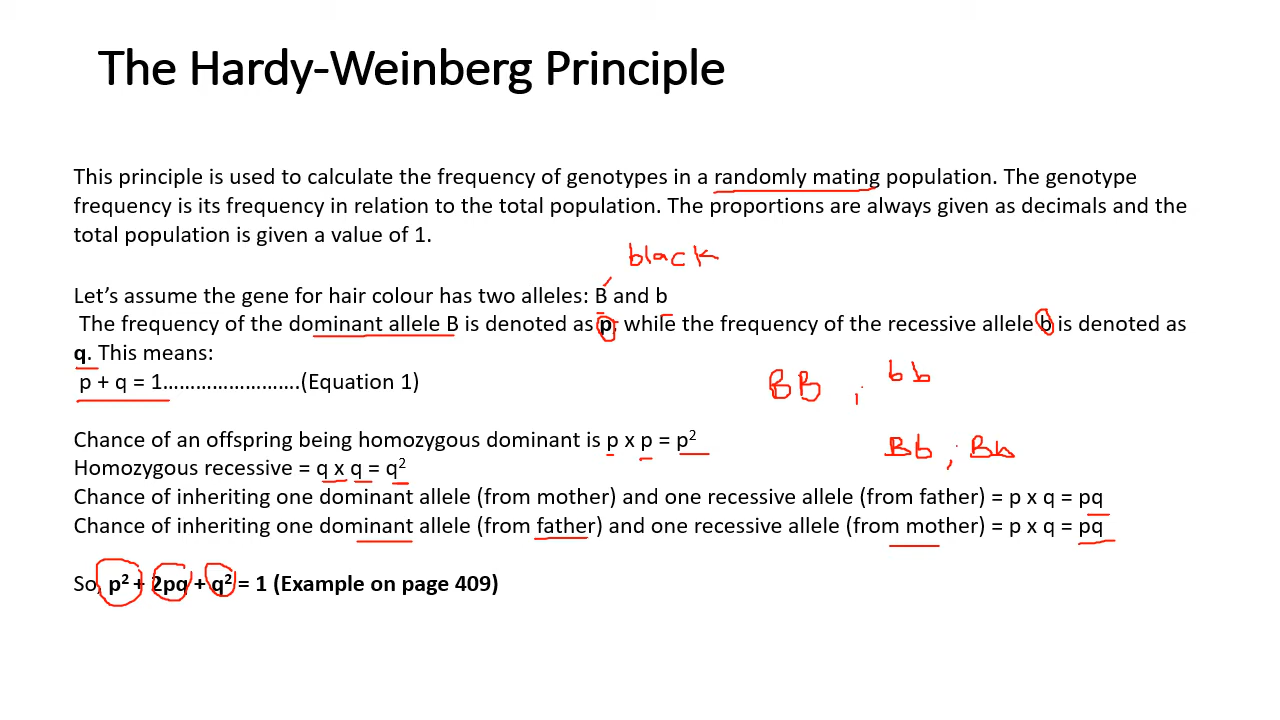 The Hardy-Weinberg Principle
This principle is used to calculate the frequency of genotypes in a randomly mating population. The genotype
frequency is its frequency in relation to the total population. The proportions are always given as decimals and the
total population is given a value of 1.
black
Let's assume the gene for hair colour has two alleles: B and b
The frequency of the dominant allele B is denoted as p, while the frequency of the recessive allele b is denoted as
q. This means:
p + q = 1…………………….(Equation 1)
BB , bb
Chance of an offspring being homozygous dominant is p x p = p²
Bb , Bb
Homozygous recessive = q x q = q²
Chance of inheriting one dominant allele (from mother) and one recessive allele (from father) = p x q = pq
Chance of inheriting one dominant allele (from father) and one recessive allele (from mother) = p x q = pq
So, p² + 2pq + q² = 1 (Example on page 409)